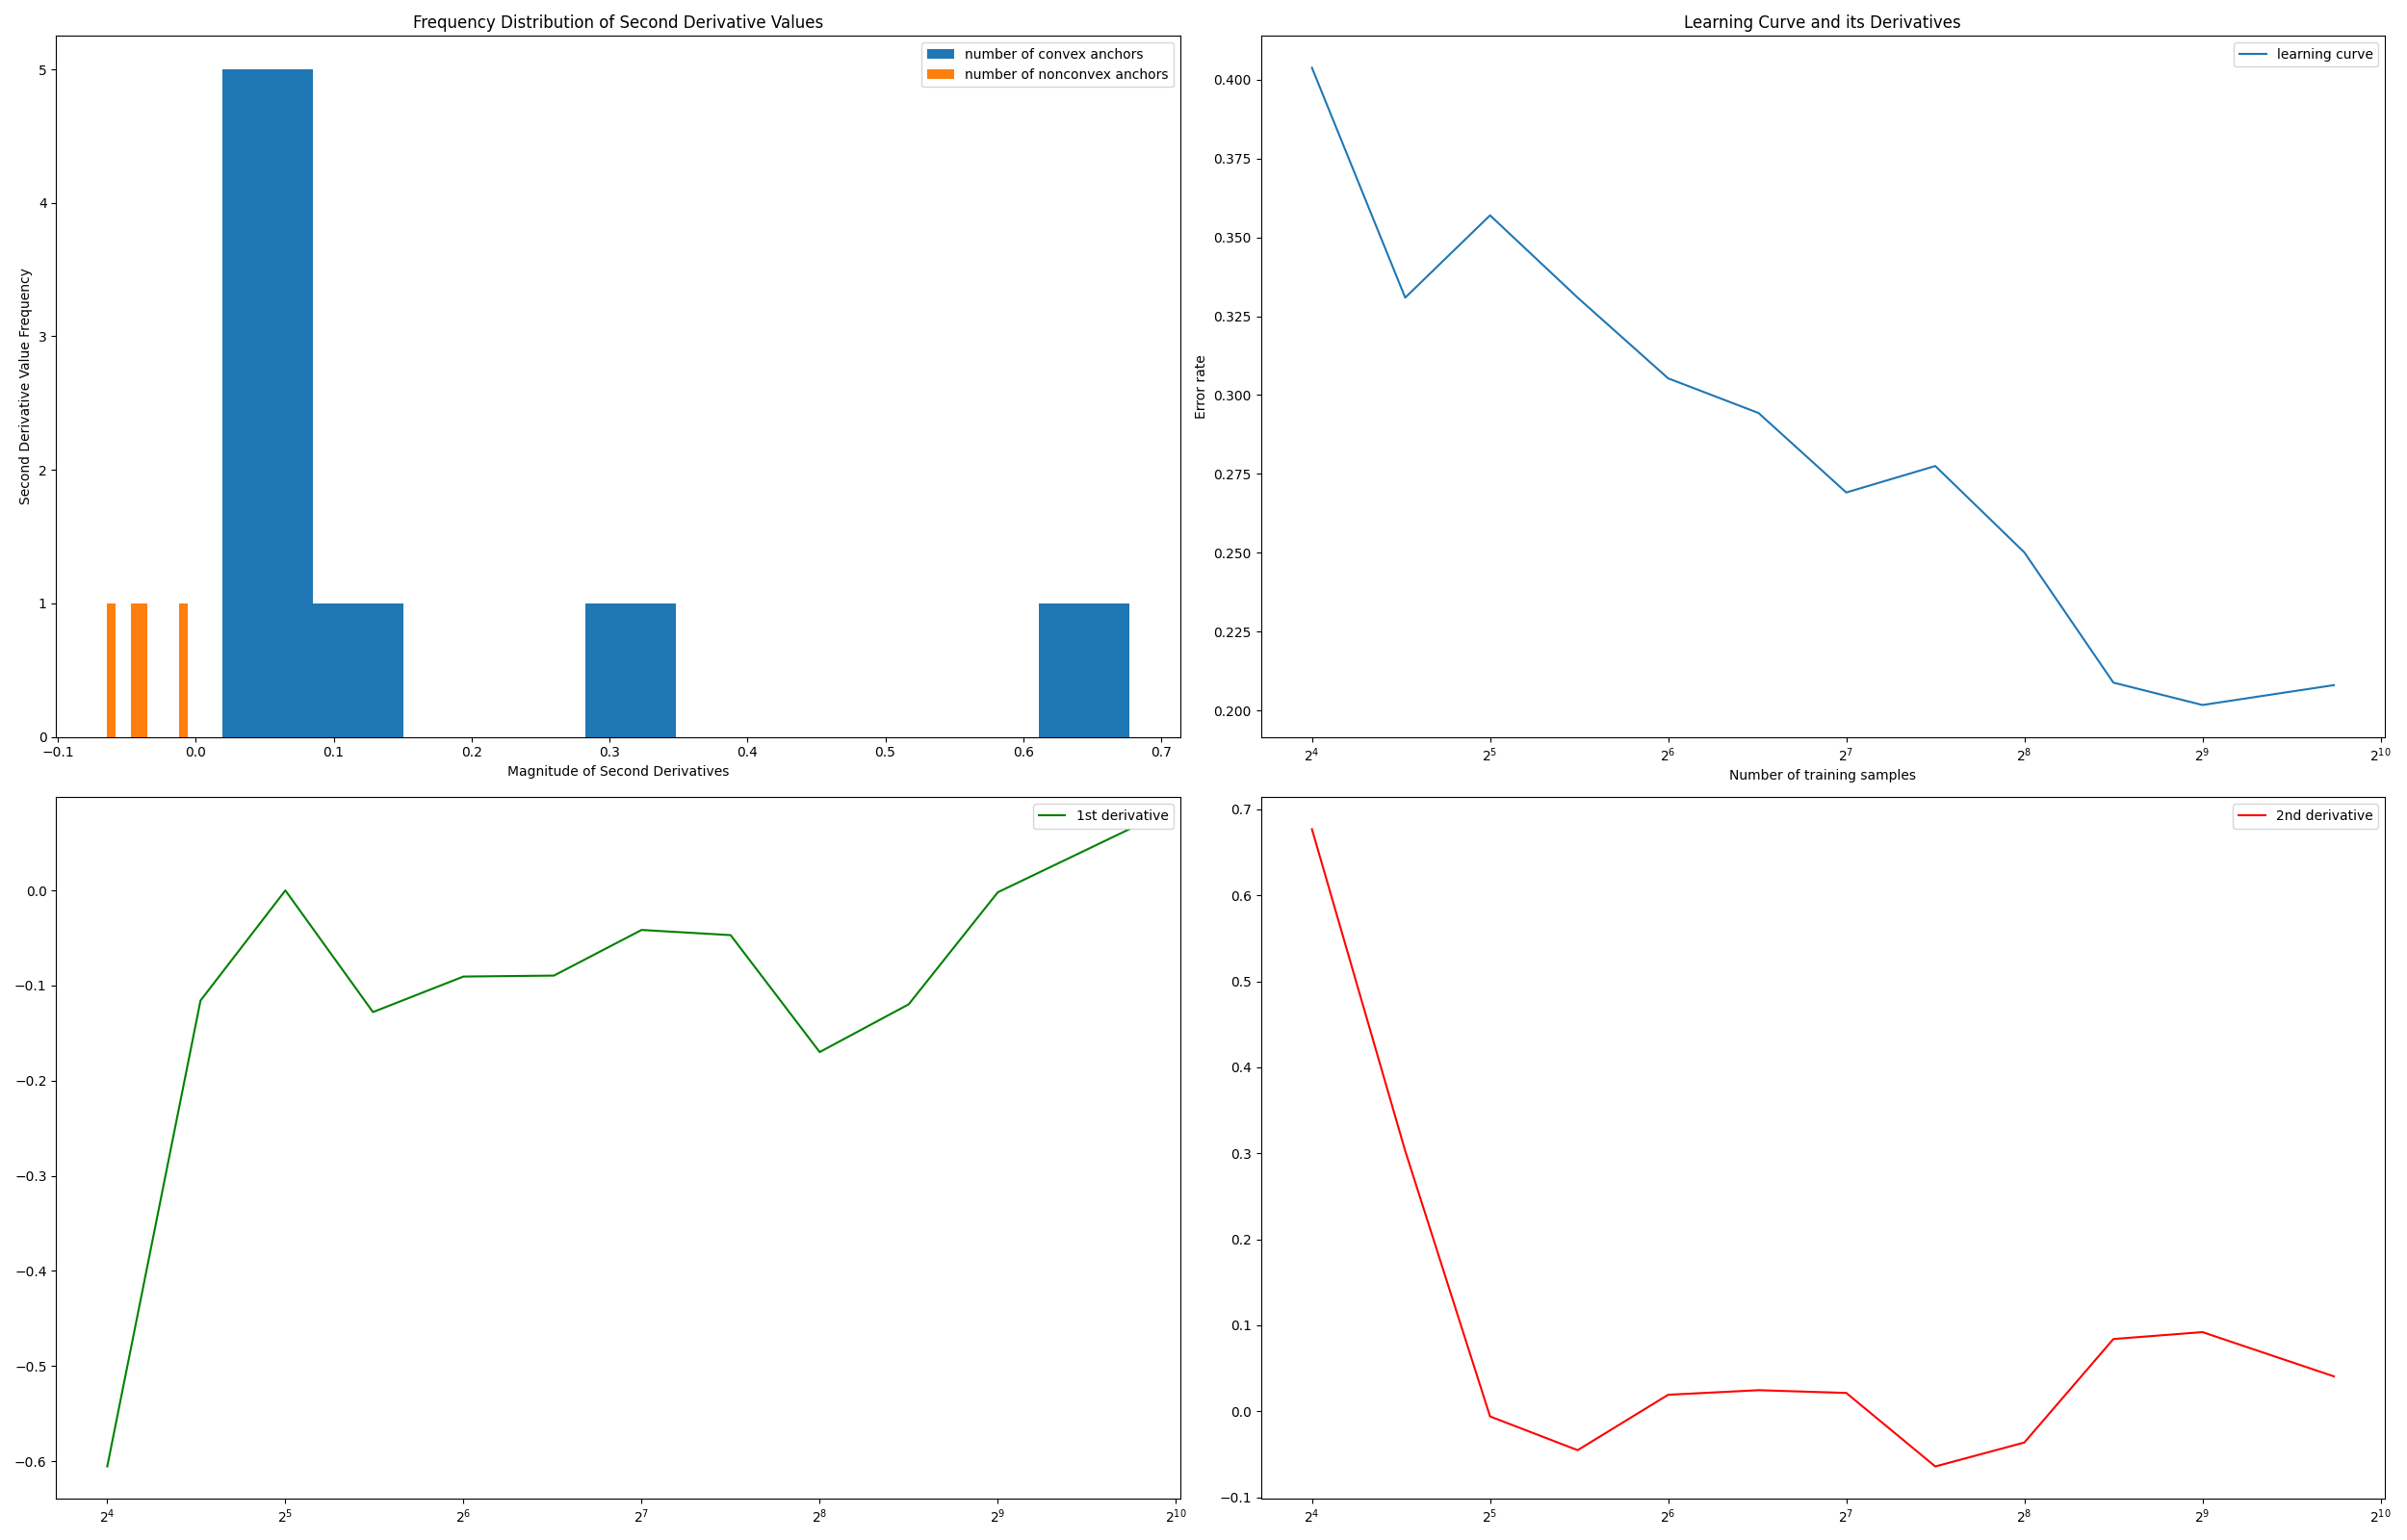 Frequency Distribution of Second Derivative Values
number of convex anchors
number of nonconvex anchors
Second Derivative Value Frequency
5
4
3
2
1
0
−0.1 0.0 0.1 0.2 0.3 0.4 0.5 0.6 0.7
Magnitude of Second Derivatives
Learning Curve and its Derivatives
learning curve
Error rate
0.400
0.375
0.350
0.325
0.300
0.275
0.250
0.225
0.200
2⁴ 2⁵ 2⁶ 2⁷ 2⁸ 2⁹ 2¹⁰
Number of training samples
1st derivative
0.0
−0.1
−0.2
−0.3
−0.4
−0.5
−0.6
2⁴ 2⁵ 2⁶ 2⁷ 2⁸ 2⁹ 2¹⁰
2nd derivative
0.7
0.6
0.5
0.4
0.3
0.2
0.1
0.0
−0.1
2⁴ 2⁵ 2⁶ 2⁷ 2⁸ 2⁹ 2¹⁰